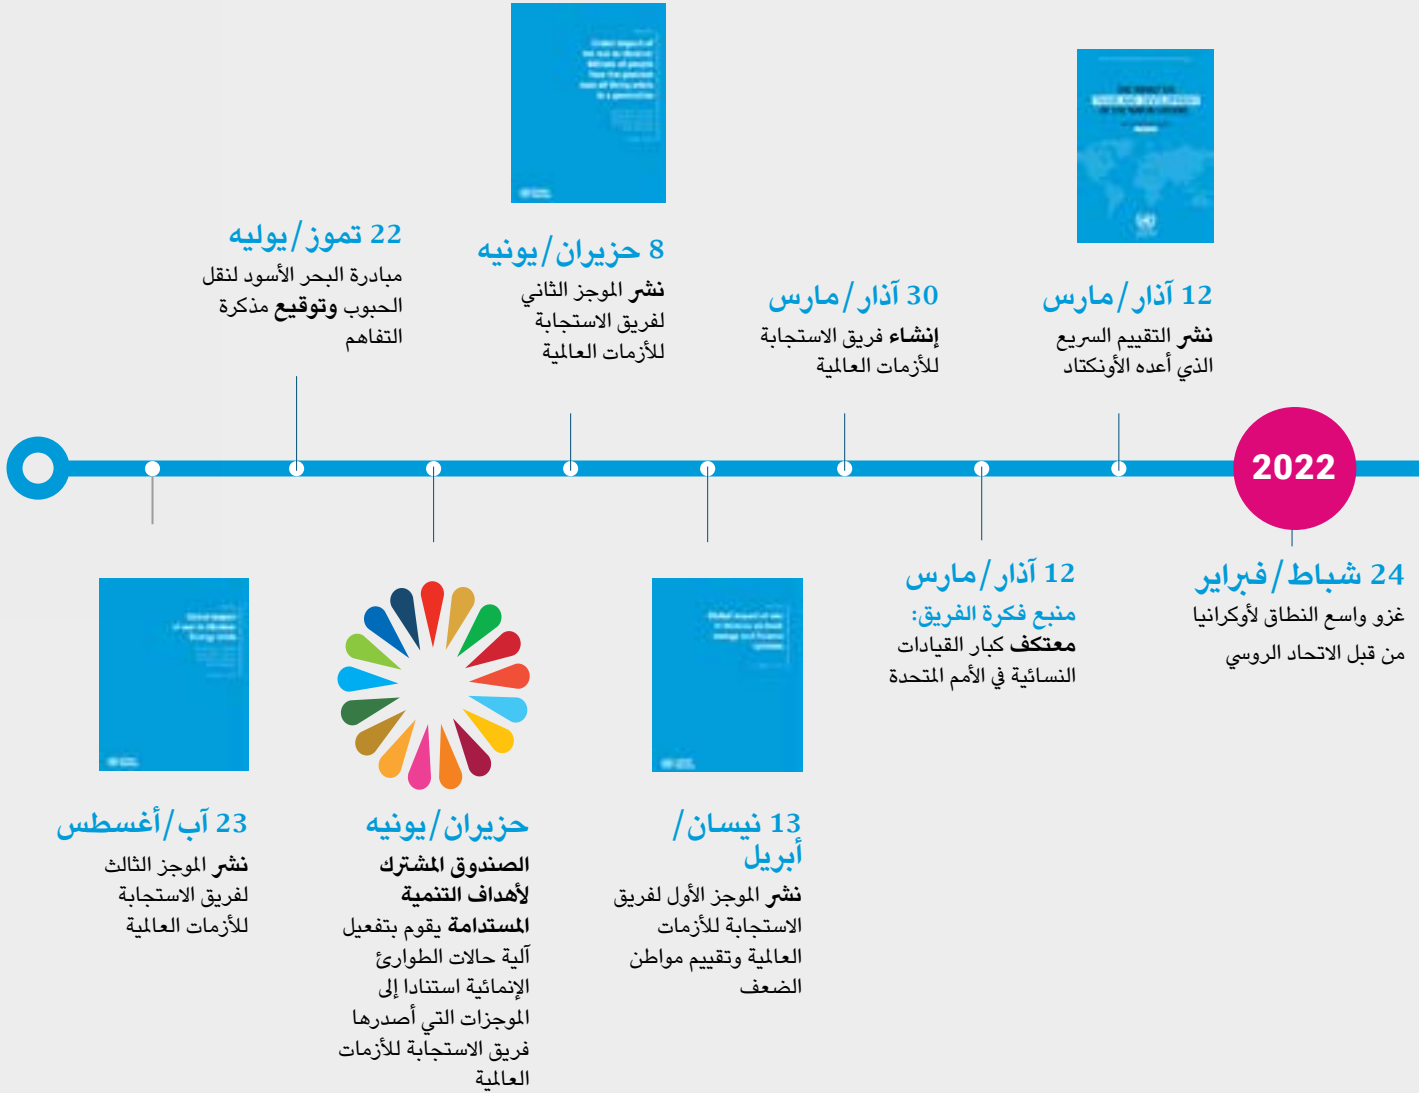 2022
24 شباط/فبراير
غزو واسع النطاق لأوكرانيا
من قبل الاتحاد الروسي
12 آذار/مارس
نشر التقييم السريع
الذي أعده الأونكتاد
12 آذار/مارس
منبع فكرة الفريق:
معتكف كبار القيادات
النسائية في الأمم المتحدة
30 آذار/مارس
إنشاء فريق الاستجابة
للأزمات العالمية
13 نيسان/
أبريل
نشر الموجز الأول لفريق
الاستجابة للأزمات
العالمية وتقييم مواطن
الضعف
8 حزيران/يونيه
نشر الموجز الثاني
لفريق الاستجابة
للأزمات العالمية
حزيران/يونيه
الصندوق المشترك
لأهداف التنمية
المستدامة يقوم بتفعيل
آلية حالات الطوارئ
الإنمائية استنادا إلى
الموجزات التي أصدرها
فريق الاستجابة للأزمات
العالمية
22 تموز/يوليه
مبادرة البحر الأسود لنقل
الحبوب وتوقيع مذكرة
التفاهم
23 آب/أغسطس
نشر الموجز الثالث
لفريق الاستجابة
للأزمات العالمية